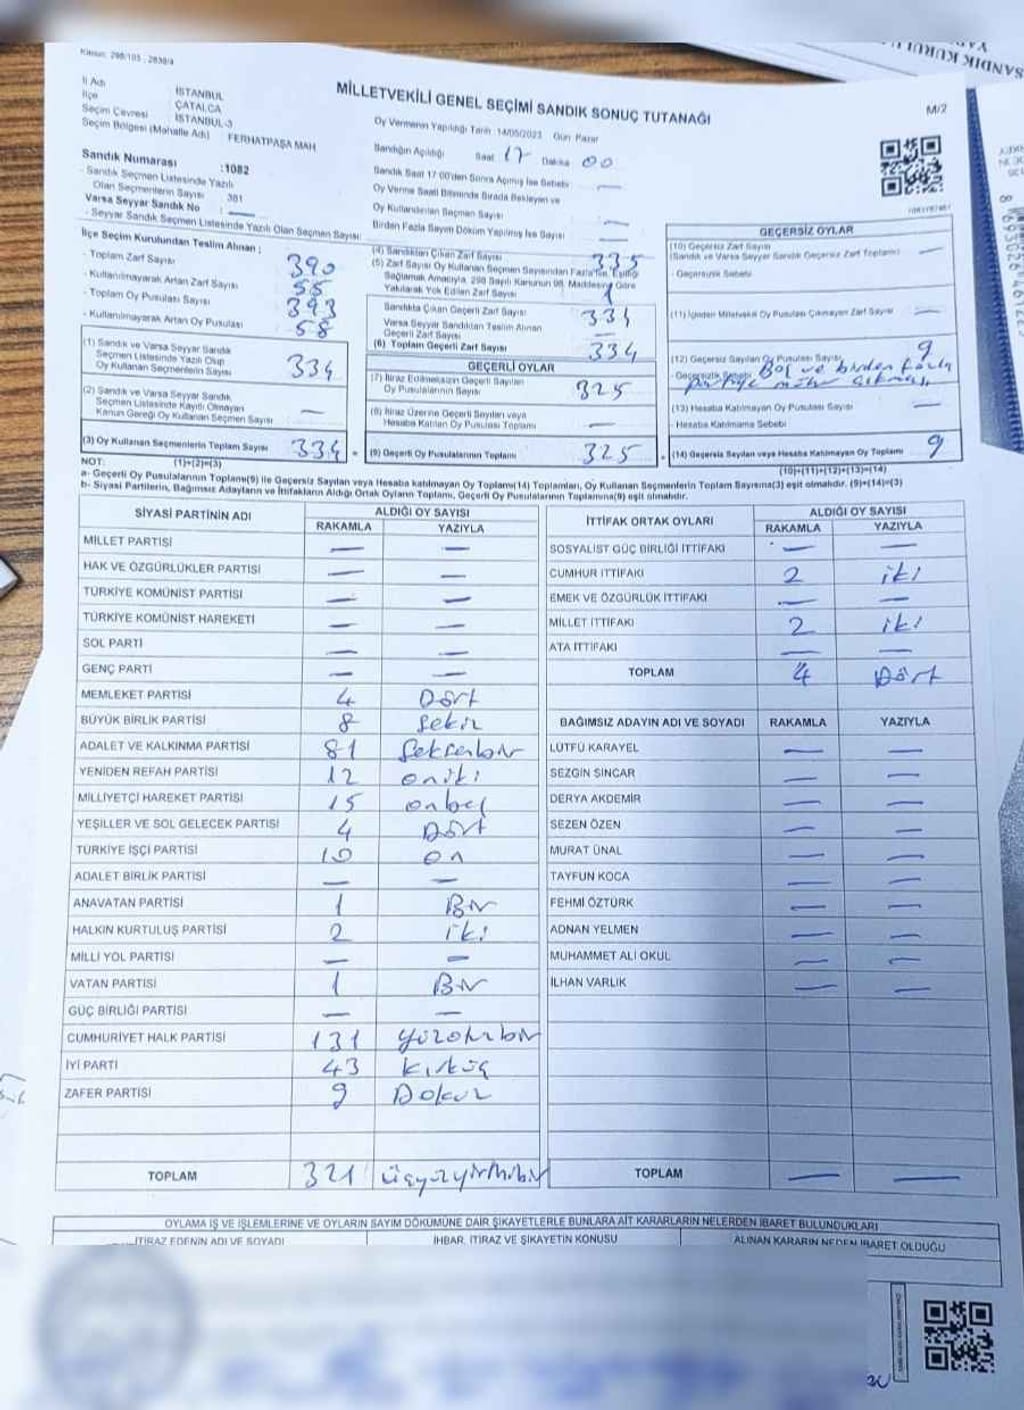 Kanun: 298/105 - 2839/4
MİLLETVEKİLİ GENEL SEÇİMİ SANDIK SONUÇ TUTANAĞI
M/2
İl Adı İSTANBUL
İlçe ÇATALCA
Seçim Çevresi İSTANBUL-3
Seçim Bölgesi (Mahalle Adı) FERHATPAŞA MAH
Sandık Numarası :1082
- Sandık Seçmen Listesinde Yazılı
Olan Seçmenlerin Sayısı 381
Varsa Seyyar Sandık No : —
- Seyyar Sandık Seçmen Listesinde Yazılı Olan Seçmen Sayısı
Oy Vermenin Yapıldığı Tarih :14/05/2023 Gün Pazar
Sandığın Açıldığı Saat 17 Dakika 00
Sandık Saat 17:00'den Sonra Açılmış İse Sebebi —
Oy Verme Saati Bitiminde Sırada Bekleyen ve
Oy Kullandırılan Seçmen Sayısı —
Birden Fazla Sayım Döküm Yapılmış İse Sayısı —
İlçe Seçim Kurulundan Teslim Alınan ;
- Toplam Zarf Sayısı 390
- Kullanılmayarak Artan Zarf Sayısı 55
- Toplam Oy Pusulası Sayısı 393
- Kullanılmayarak Artan Oy Pusulası 58
(1) Sandık ve Varsa Seyyar Sandık
Seçmen Listesinde Yazılı Olup
Oy Kullanan Seçmenlerin Sayısı 334
(2) Sandık ve Varsa Seyyar Sandık
Seçmen Listesinde Kayıtlı Olmayan
Kanun Gereği Oy Kullanan Seçmen Sayısı —
(3) Oy Kullanan Seçmenlerin Toplam Sayısı 334 =
(4) Sandıktan Çıkan Zarf Sayısı 335
(5) Zarf Sayısı Oy Kullanan Seçmen Sayısından Fazla İse, Eşitliği
Sağlamak Amacıyla, 298 Sayılı Kanunun 98. Maddesine Göre
Yakılarak Yok Edilen Zarf Sayısı 1
Sandıkta Çıkan Geçerli Zarf Sayısı 334
Varsa Seyyar Sandıktan Teslim Alınan
Geçerli Zarf Sayısı —
(6) Toplam Geçerli Zarf Sayısı 334
GEÇERLİ OYLAR
(7) İtiraz Edilmeksizin Geçerli Sayılan
Oy Pusulalarının Sayısı 325
(8) İtiraz Üzerine Geçerli Sayılan veya
Hesaba Katılan Oy Pusulası Toplamı —
(9) Geçerli Oy Pusulalarının Toplamı 325
GEÇERSİZ OYLAR
(10) Geçersiz Zarf Sayısı
(Sandık ve Varsa Seyyar Sandık Geçersiz Zarf Toplamı) —
- Geçersizlik Sebebi
(11) İçinden Milletvekili Oy Pusulası Çıkmayan Zarf Sayısı —
(12) Geçersiz Sayılan Oy Pusulası Sayısı 9
- Geçersizlik Sebebi Boş ve birden fazla
partiye mühür
(13) Hesaba Katılmayan Oy Pusulası Sayısı —
- Hesaba Katılmama Sebebi
(14) Geçersiz Sayılan veya Hesaba Katılmayan Oy Toplamı 9
NOT: (1)+(2)=(3)
(10)+(11)+(12)+(13)=(14)
a- Geçerli Oy Pusulalarının Toplamı(9) ile Geçersiz Sayılan veya Hesaba katılmayan Oy Toplamı(14) Toplamları, Oy Kullanan Seçmenlerin Toplam Sayısına(3) eşit olmalıdır. (9)+(14)=(3)
b- Siyasi Partilerin, Bağımsız Adayların ve İttifakların Aldığı Ortak Oyların Toplamı, Geçerli Oy Pusulalarının Toplamına(9) eşit olmalıdır.
SİYASİ PARTİNİN ADI ALDIĞI OY SAYISI
RAKAMLA YAZIYLA
MİLLET PARTİSİ — —
HAK VE ÖZGÜRLÜKLER PARTİSİ — —
TÜRKİYE KOMÜNİST PARTİSİ — —
TÜRKİYE KOMÜNİST HAREKETİ — —
SOL PARTİ — —
GENÇ PARTİ — —
MEMLEKET PARTİSİ 4 Dört
BÜYÜK BİRLİK PARTİSİ 8 Sekiz
ADALET VE KALKINMA PARTİSİ 81 Seksenbir
YENİDEN REFAH PARTİSİ 12 oniki
MİLLİYETÇİ HAREKET PARTİSİ 15 onbeş
YEŞİLLER VE SOL GELECEK PARTİSİ 4 Dört
TÜRKİYE İŞÇİ PARTİSİ 10 on
ADALET BİRLİK PARTİSİ — —
ANAVATAN PARTİSİ 1 Bir
HALKIN KURTULUŞ PARTİSİ 2 iki
MİLLİ YOL PARTİSİ — —
VATAN PARTİSİ 1 Bir
GÜÇ BİRLİĞİ PARTİSİ — —
CUMHURİYET HALK PARTİSİ 131 yüzotuzbir
İYİ PARTİ 43 kırküç
ZAFER PARTİSİ 9 Dokuz
TOPLAM 321 üçyüzyirmibir
İTTİFAK ORTAK OYLARI ALDIĞI OY SAYISI
RAKAMLA YAZIYLA
SOSYALİST GÜÇ BİRLİĞİ İTTİFAKI — —
CUMHUR İTTİFAKI 2 iki
EMEK VE ÖZGÜRLÜK İTTİFAKI — —
MİLLET İTTİFAKI 2 iki
ATA İTTİFAKI — —
TOPLAM 4 Dört
BAĞIMSIZ ADAYIN ADI VE SOYADI RAKAMLA YAZIYLA
LÜTFÜ KARAYEL — —
SEZGİN SİNCAR — —
DERYA AKDEMİR — —
SEZEN ÖZEN — —
MURAT ÜNAL — —
TAYFUN KOCA — —
FEHMİ ÖZTÜRK — —
ADNAN YELMEN — —
MUHAMMET ALİ OKUL — —
İLHAN VARLIK — —
TOPLAM — —
OYLAMA İŞ VE İŞLEMLERİNE VE OYLARIN SAYIM DÖKÜMÜNE DAİR ŞİKAYETLERLE BUNLARA AİT KARARLARIN NELERDEN İBARET BULUNDUKLARI
İTİRAZ EDENİN ADI VE SOYADI İHBAR, İTİRAZ VE ŞİKAYETİN KONUSU ALINAN KARARIN NEDEN İBARET OLDUĞU